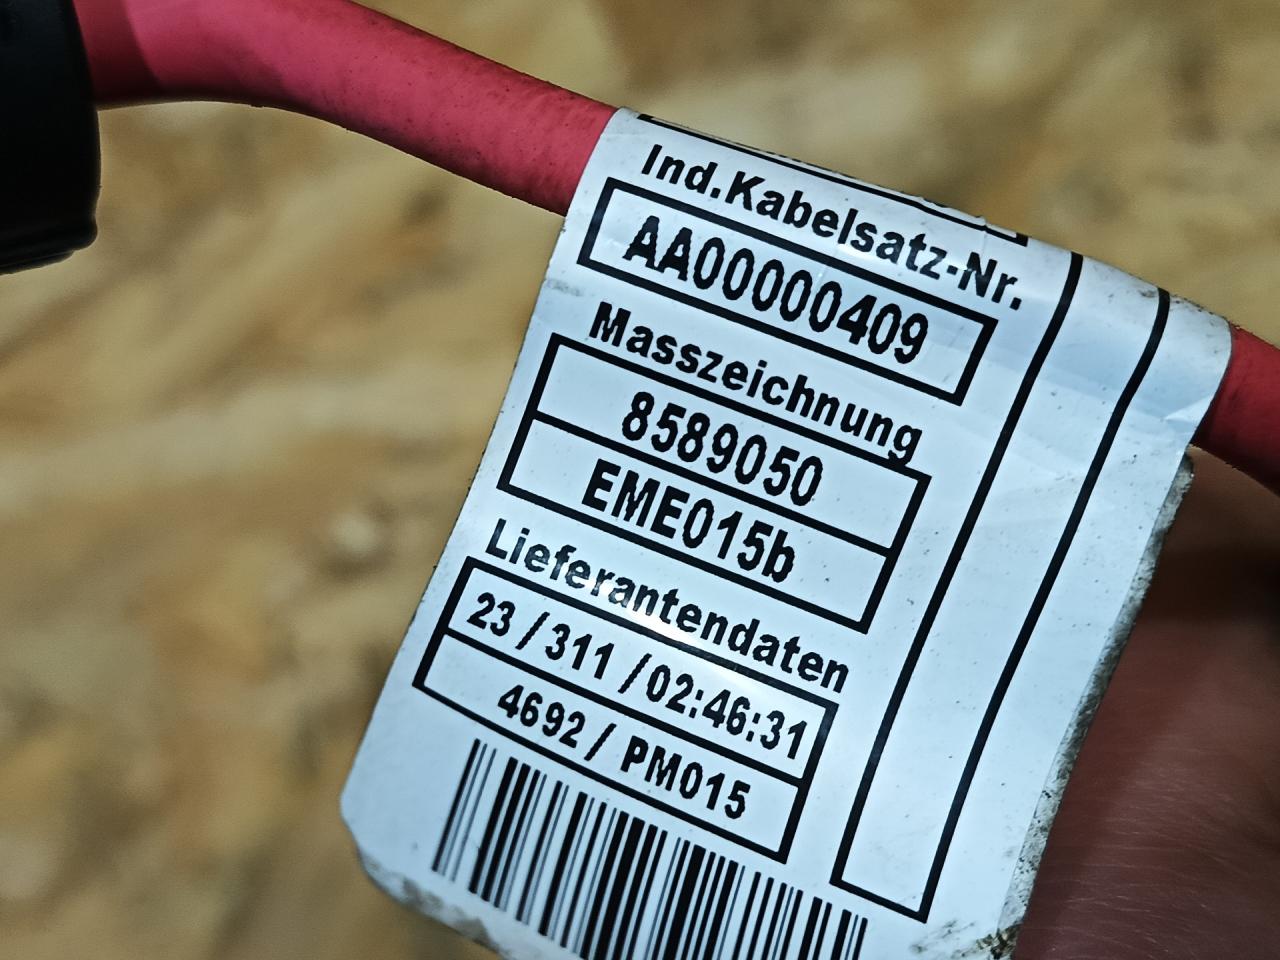 Ind.Kabelsatz-Nr.
AA00000409
Masszeichnung
8589050
EME015b
Lieferantendaten
23 / 311 / 02:46:31
4692 / PM015